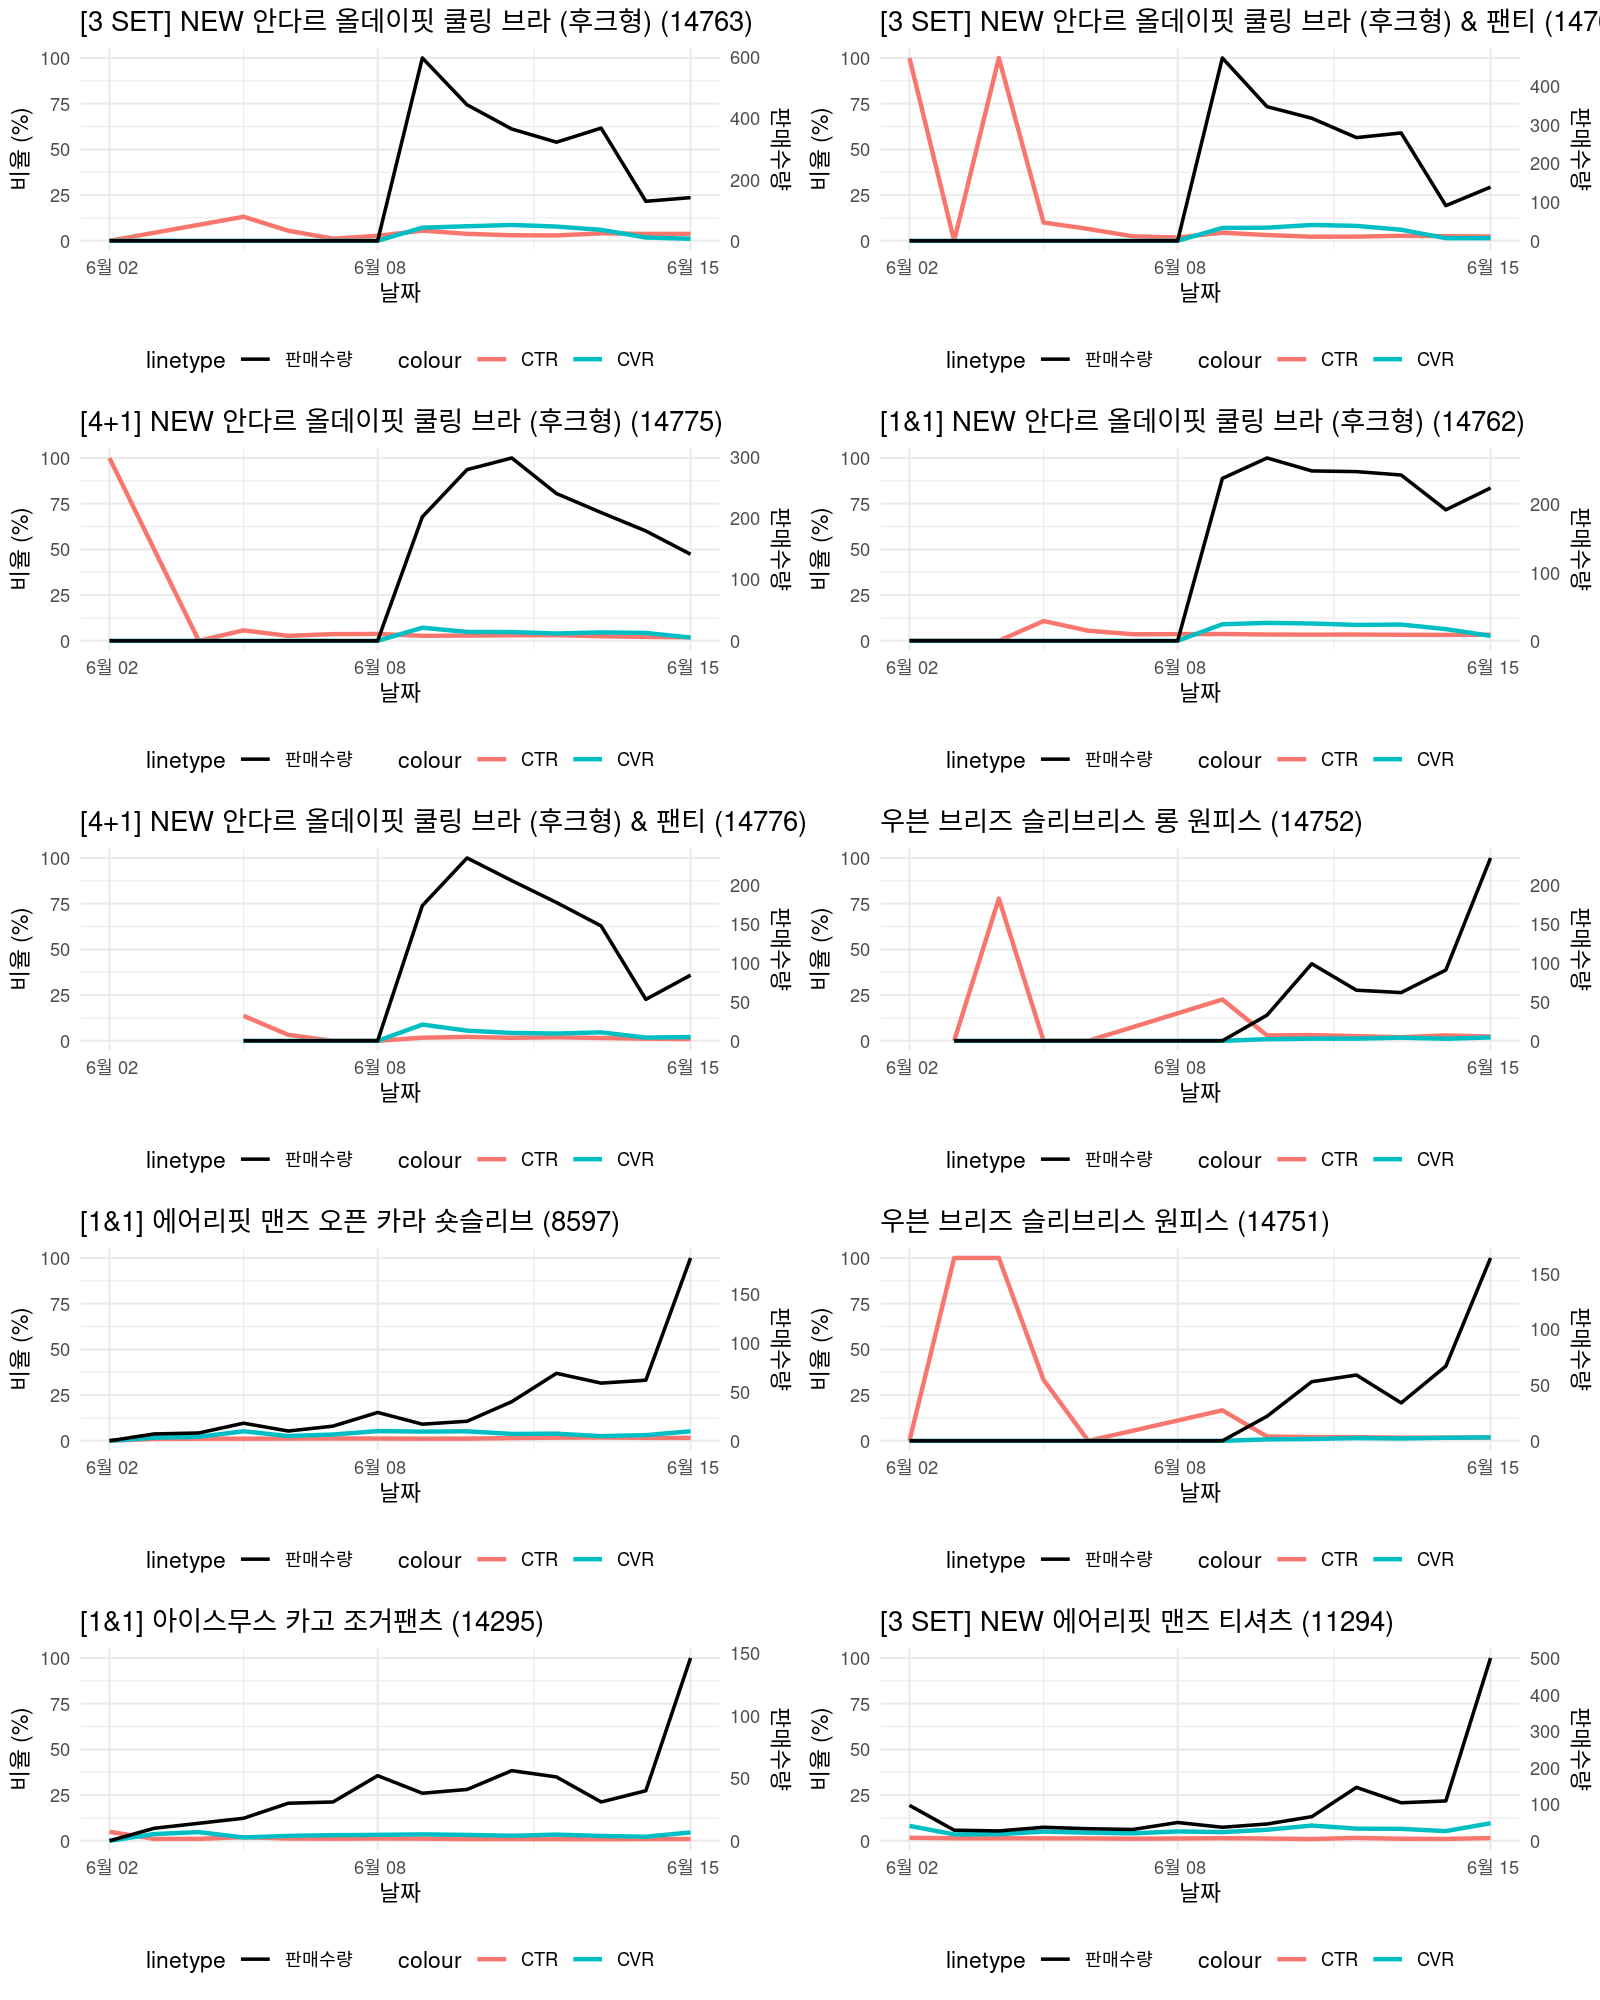 [3 SET] NEW 안다르 올데이핏 쿨링 브라 (후크형) (14763)
100
75
50
25
0
비율 (%)
600
400
200
0
판매수량
6월 02
6월 08
6월 15
날짜
linetype 판매수량 colour CTR CVR
[3 SET] NEW 안다르 올데이핏 쿨링 브라 (후크형) & 팬티
100
75
50
25
0
비율 (%)
400
300
200
100
0
판매수량
6월 02
6월 08
6월 15
날짜
linetype 판매수량 colour CTR CVR
[4+1] NEW 안다르 올데이핏 쿨링 브라 (후크형) (14775)
100
75
50
25
0
비율 (%)
300
200
100
0
판매수량
6월 02
6월 08
6월 15
날짜
linetype 판매수량 colour CTR CVR
[1&1] NEW 안다르 올데이핏 쿨링 브라 (후크형) (14762)
100
75
50
25
0
비율 (%)
200
100
0
판매수량
6월 02
6월 08
6월 15
날짜
linetype 판매수량 colour CTR CVR
[4+1] NEW 안다르 올데이핏 쿨링 브라 (후크형) & 팬티 (14776)
100
75
50
25
0
비율 (%)
200
150
100
50
0
판매수량
6월 02
6월 08
6월 15
날짜
linetype 판매수량 colour CTR CVR
우븐 브리즈 슬리브리스 롱 원피스 (14752)
100
75
50
25
0
비율 (%)
200
150
100
50
0
판매수량
6월 02
6월 08
6월 15
날짜
linetype 판매수량 colour CTR CVR
[1&1] 에어리핏 맨즈 오픈 카라 숏슬리브 (8597)
100
75
50
25
0
비율 (%)
150
100
50
0
판매수량
6월 02
6월 08
6월 15
날짜
linetype 판매수량 colour CTR CVR
우븐 브리즈 슬리브리스 원피스 (14751)
100
75
50
25
0
비율 (%)
150
100
50
0
판매수량
6월 02
6월 08
6월 15
날짜
linetype 판매수량 colour CTR CVR
[1&1] 아이스무스 카고 조거팬츠 (14295)
100
75
50
25
0
비율 (%)
150
100
50
0
판매수량
6월 02
6월 08
6월 15
날짜
linetype 판매수량 colour CTR CVR
[3 SET] NEW 에어리핏 맨즈 티셔츠 (11294)
100
75
50
25
0
비율 (%)
500
400
300
200
100
0
판매수량
6월 02
6월 08
6월 15
날짜
linetype 판매수량 colour CTR CVR